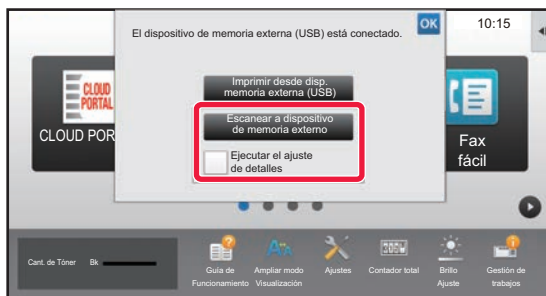 El dispositivo de memoria externa (USB) está conectado.
OK
10:15
Imprimir desde disp.
memoria externa (USB)
Escanear a dispositivo
de memoria externo
Ejecutar el ajuste
de detalles
CLOUD
PORTAL
CLOUD POR
Fax
fácil
Cant. de Tóner Bk
Guía de
Funcionamiento
Ampliar modo
Visualización
Ajustes
Contador total
Brillo
Ajuste
Gestión de
trabajos